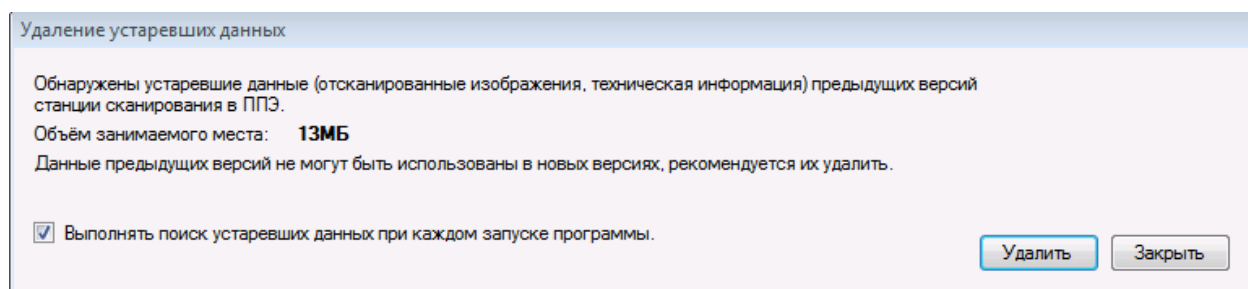 Удаление устаревших данных
Обнаружены устаревшие данные (отсканированные изображения, техническая информация) предыдущих версий
станции сканирования в ППЭ.
Объём занимаемого места: 13МБ
Данные предыдущих версий не могут быть использованы в новых версиях, рекомендуется их удалить.
Выполнять поиск устаревших данных при каждом запуске программы.
Удалить Закрыть